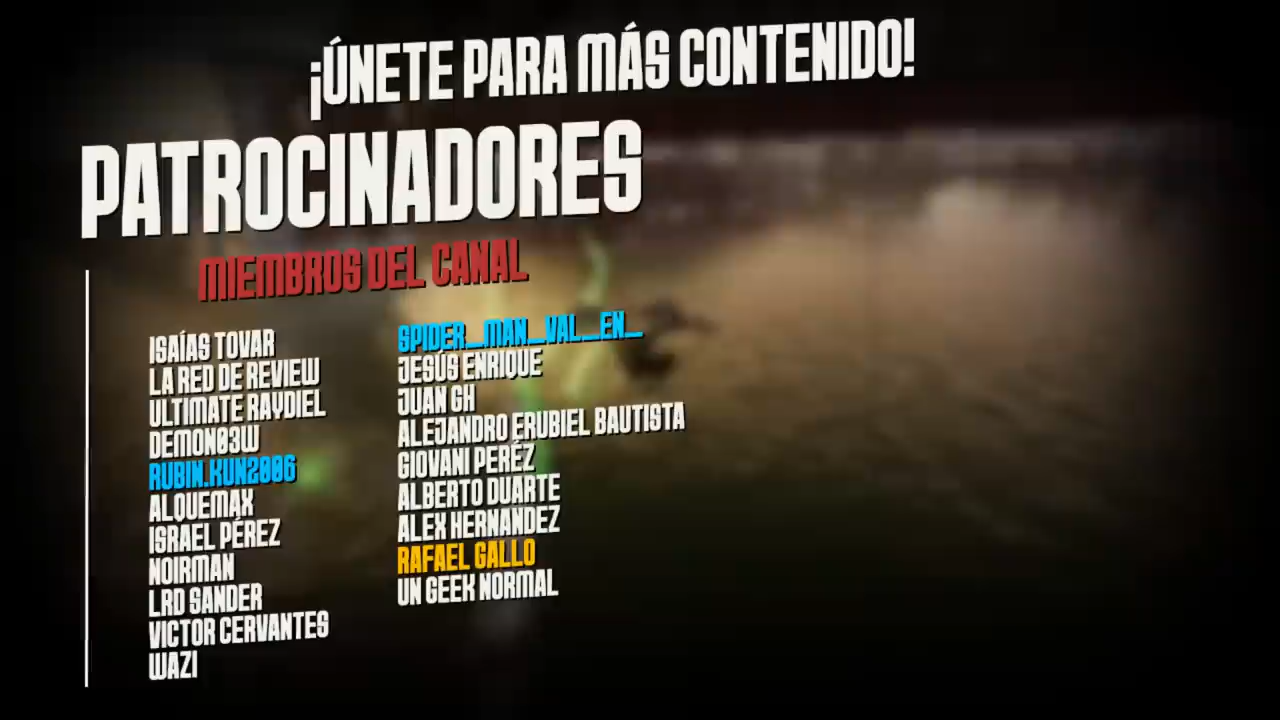 ¡ÚNETE PARA MÁS CONTENIDO!
PATROCINADORES
MIEMBROS DEL CANAL
ISAÍAS TOVAR
LA RED DE REVIEW
ULTIMATE RAYDIEL
DEMON03W
RUBIN.KUN2006
ALQUEMAX
ISRAEL PÉREZ
NOIRMAN
LRD SANDER
VICTOR CERVANTES
WAZI
SPIDER_MAN_VAL_EN_
JESÚS ENRIQUE
JUAN GH
ALEJANDRO ERUBIEL BAUTISTA
GIOVANI PERÉZ
ALBERTO DUARTE
ALEX HERNANDEZ
RAFAEL GALLO
UN GEEK NORMAL